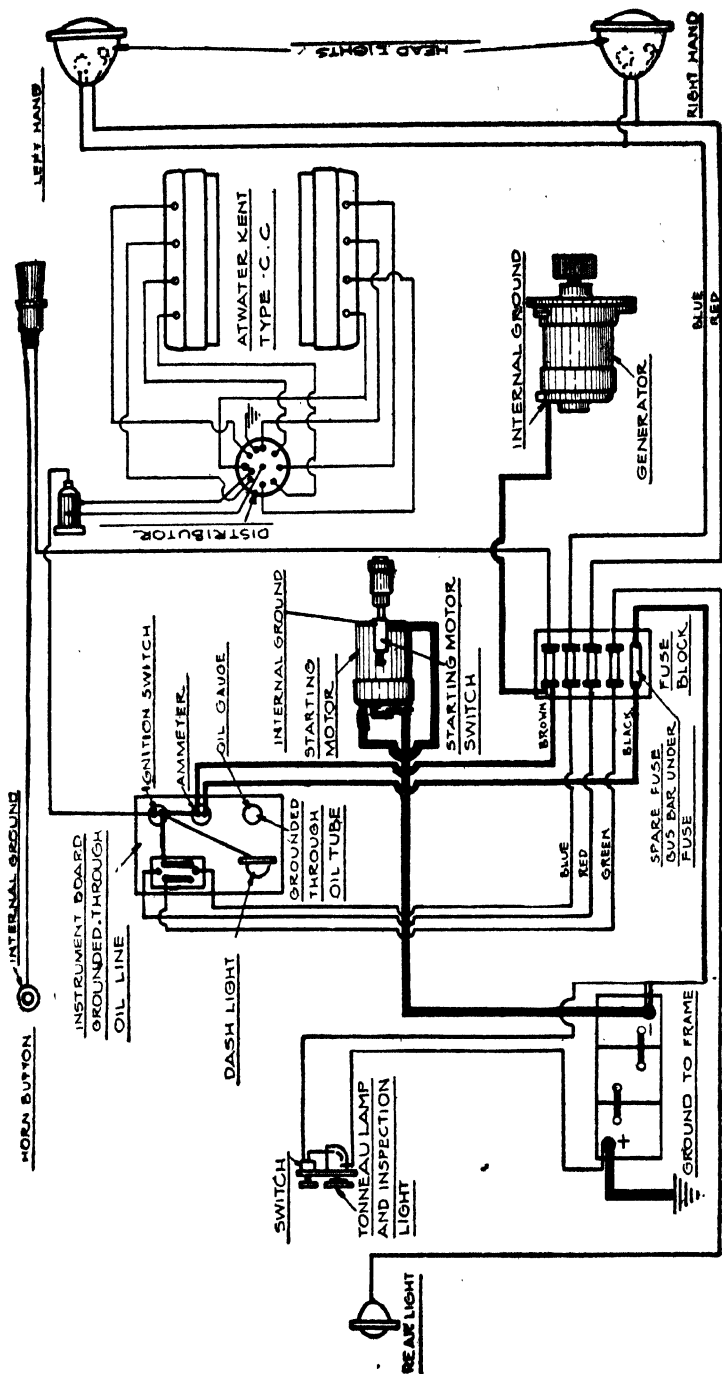 HEAD LIGHTS
LEFT HAND
RIGHT HAND
ATWATER KENT
TYPE C.C
INTERNAL GROUND
GENERATOR
BLUE
RED
DISTRIBUTOR
IGNITION SWITCH
AMMETER
OIL GAUGE
INTERNAL GROUND
STARTING
MOTOR
STARTING MOTOR
SWITCH
FUSE
BLOCK
BROWN
BLACK
INTERNAL GROUND
HORN BUTTON
INSTRUMENT BOARD
GROUNDED THROUGH
OIL LINE
DASH LIGHT
GROUNDED
THROUGH
OIL TUBE
BLUE
RED
GREEN
SPARE FUSE
BUS BAR UNDER
FUSE
SWITCH
TONNEAU LAMP
AND INSPECTION
LIGHT
+
-
GROUND TO FRAME
REAR LIGHT